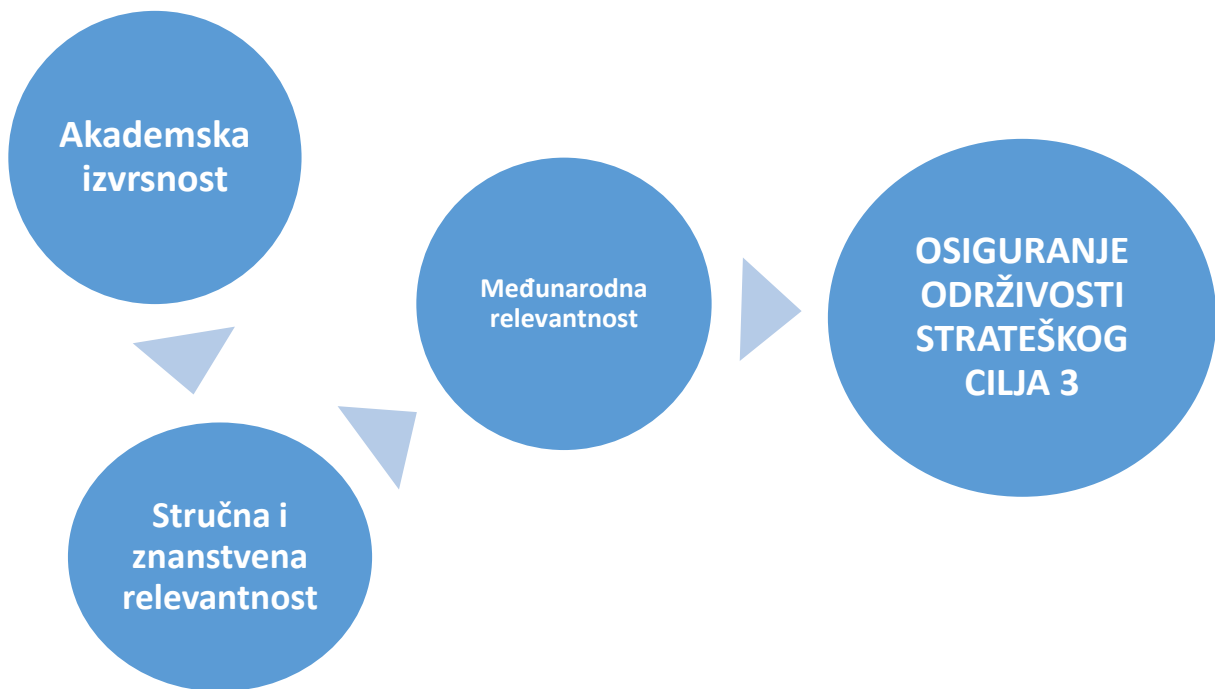 Akademska
izvrsnost
Stručna i
znanstvena
relevantnost
Međunarodna
relevantnost
OSIGURANJE
ODRŽIVOSTI
STRATEŠKOG
CILJA 3